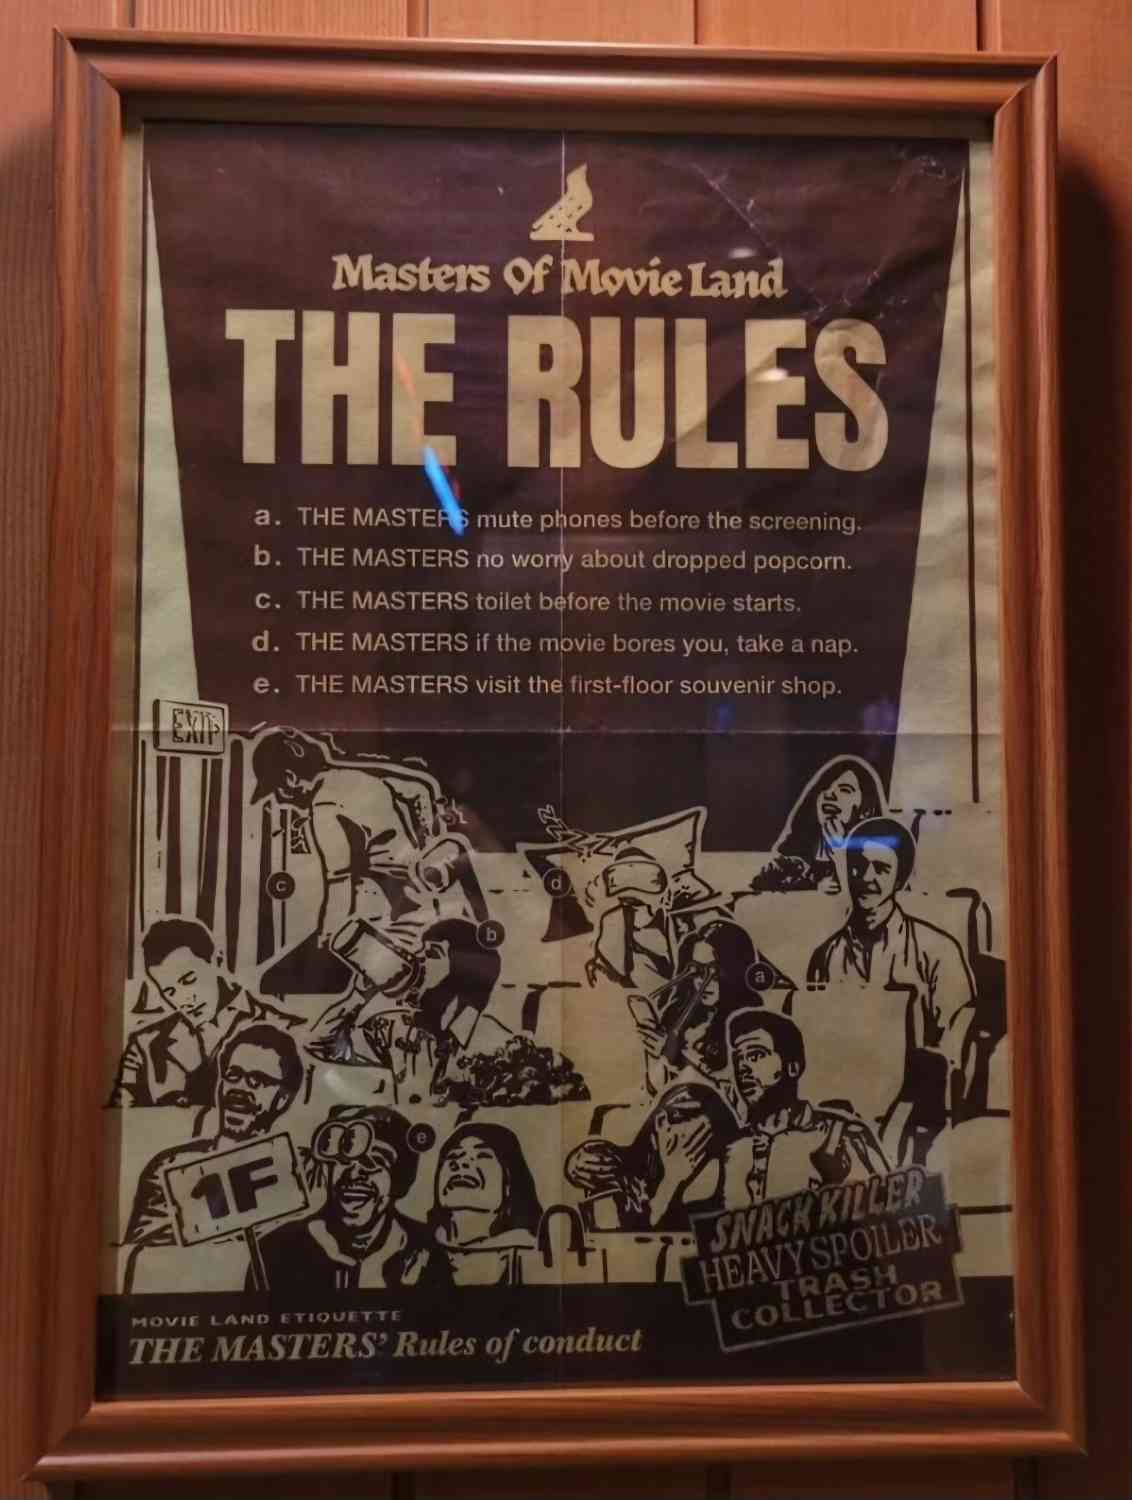 Masters Of Movie Land
THE RULES
a. THE MASTERS mute phones before the screening.
b. THE MASTERS no worry about dropped popcorn.
c. THE MASTERS toilet before the movie starts.
d. THE MASTERS if the movie bores you, take a nap.
e. THE MASTERS visit the first-floor souvenir shop.
EXIT
c
d
b
a
e
1F
SNACK KILLER
HEAVY SPOILER
TRASH
COLLECTOR
MOVIE LAND ETIQUETTE
THE MASTERS' Rules of conduct